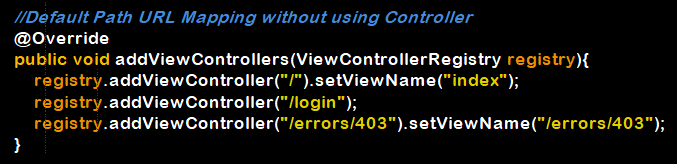 //Default Path URL Mapping without using Controller
@Override
public void addViewControllers(ViewControllerRegistry registry){
registry.addViewController("/").setViewName("index");
registry.addViewController("/login");
registry.addViewController("/errors/403").setViewName("/errors/403");
}